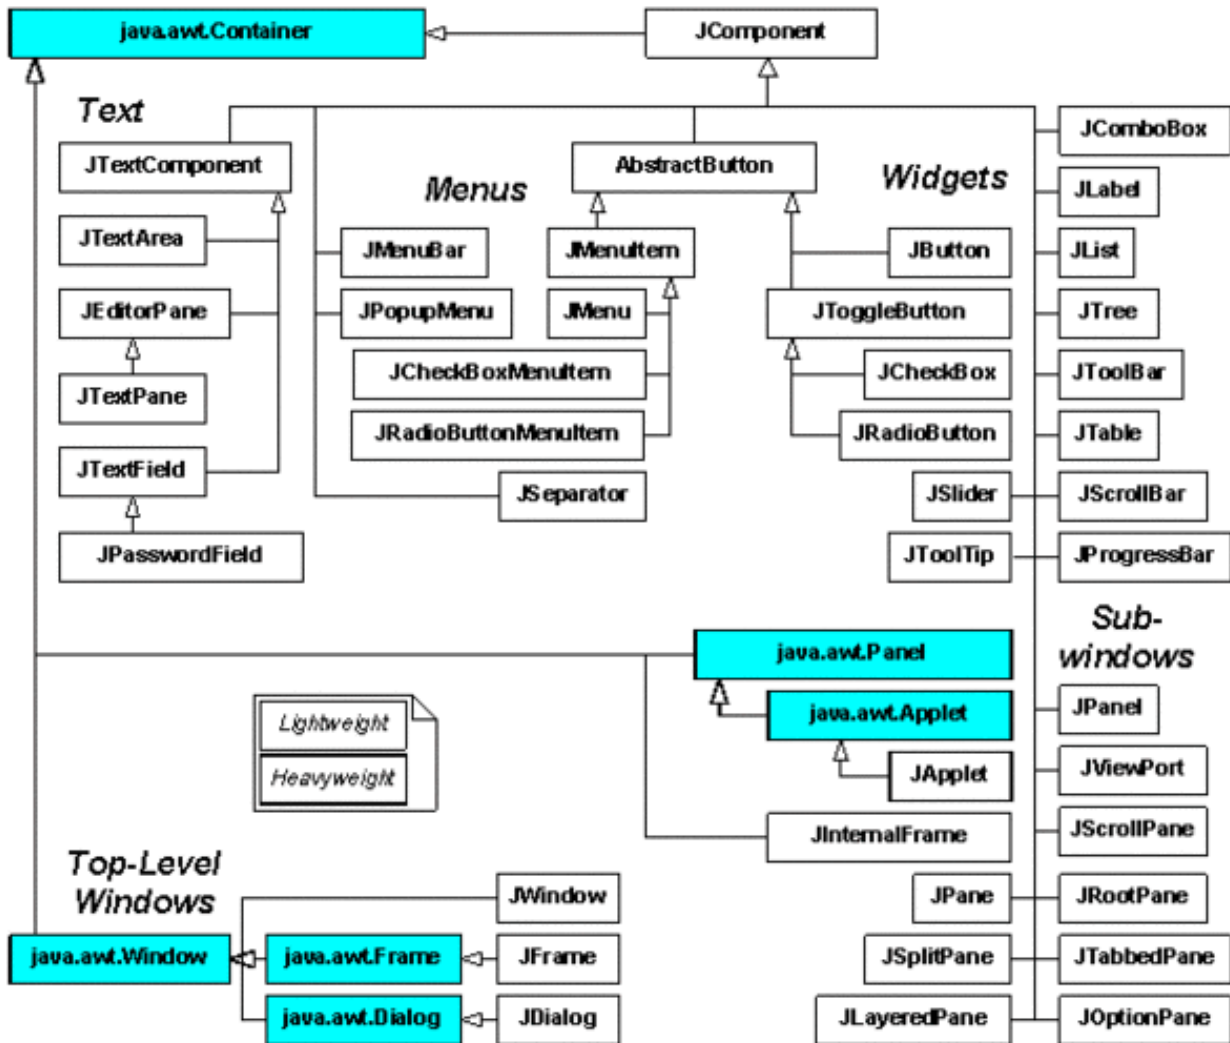 java.awt.Container
JComponent
Text
JComboBox
JTextComponent
AbstractButton
Menus
Widgets
JLabel
JTextArea
JMenuBar
JMenuItem
JButton
JList
JEditorPane
JPopupMenu
JMenu
JToggleButton
JTree
JCheckBoxMenuItem
JCheckBox
JToolBar
JTextPane
JRadioButtonMenuItem
JRadioButton
JTable
JTextField
JSeparator
JSlider
JScrollBar
JPasswordField
JToolTip
JProgressBar
Sub-
windows
java.awt.Panel
java.awt.Applet
JPanel
Lightweight
Heavyweight
JApplet
JViewPort
JInternalFrame
JScrollPane
Top-Level
Windows
JWindow
JPane
JRootPane
java.awt.Window
java.awt.Frame
JFrame
JSplitPane
JTabbedPane
java.awt.Dialog
JDialog
JLayeredPane
JOptionPane